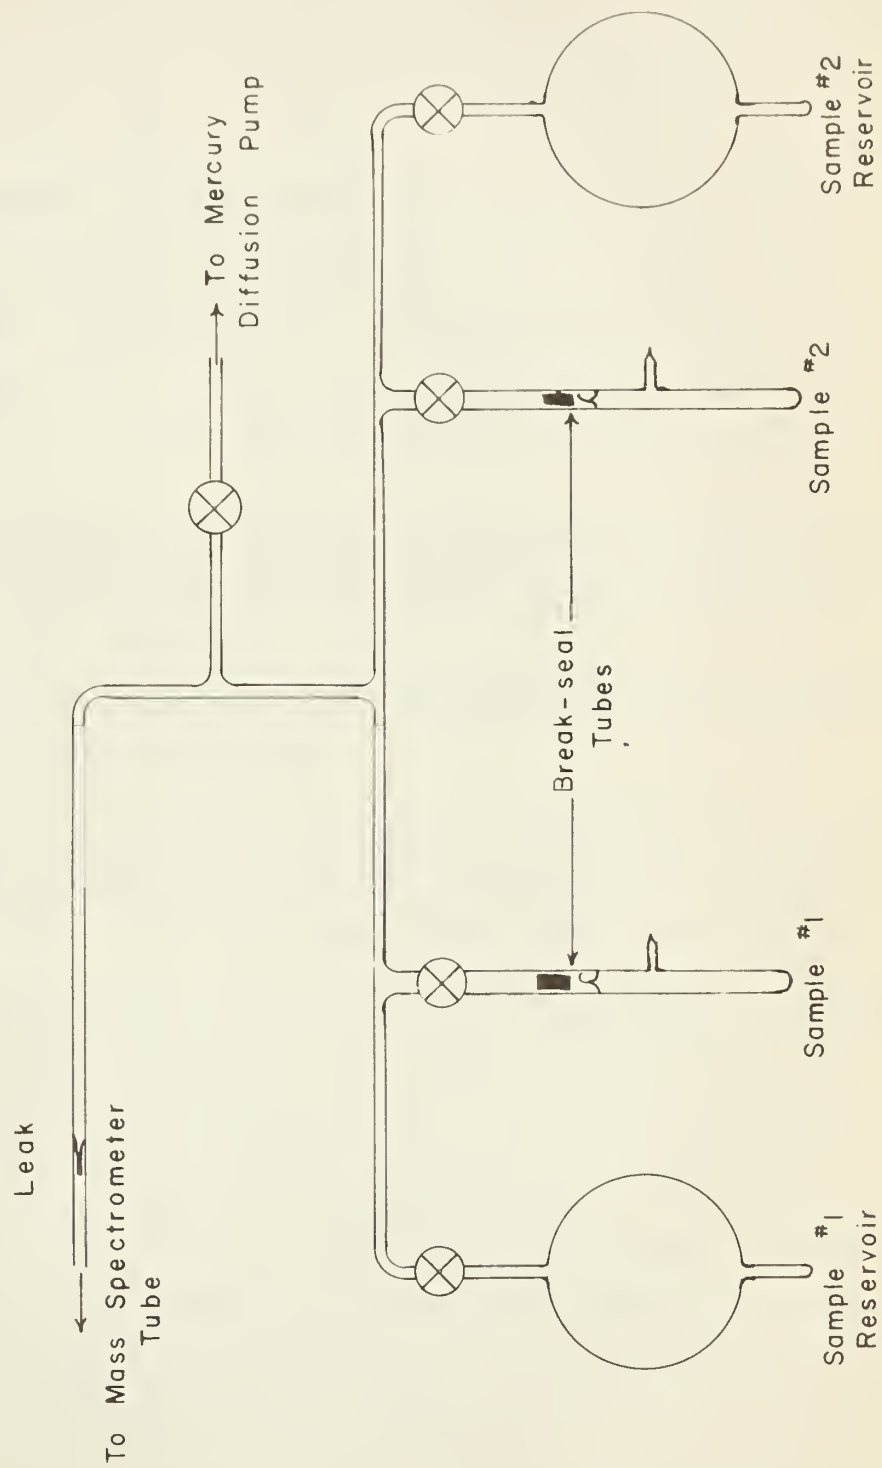 Leak
To Mass Spectrometer
Tube
To Mercury
Diffusion Pump
Break-seal
Tubes
Sample #1
Reservoir
Sample #1
Sample #2
Sample #2
Reservoir